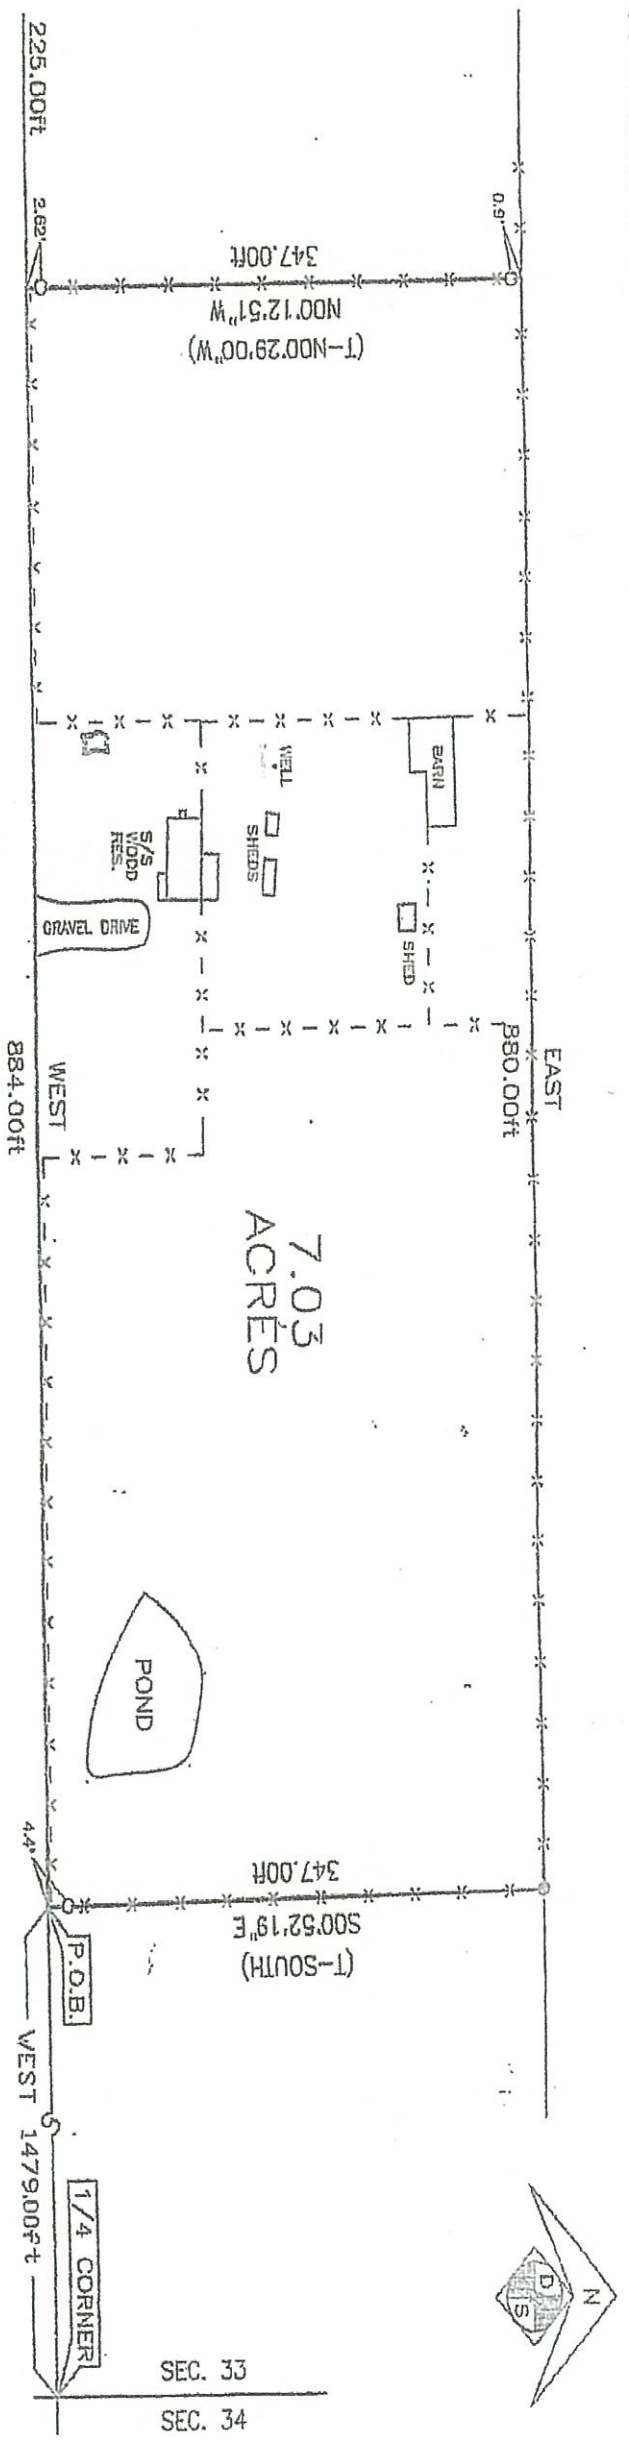 225.00ft
2.62'
0.9'
347.00ft
N00°12'51"W
(T-N00°29'00"W)
BARN
WELL
SHEDS
S/S
WOOD
RES.
GRAVEL DRIVE
SHED
EAST
880.00ft
WEST
884.00ft
7.03
ACRES
POND
4.4'
347.00ft
S00°52'19"E
(T-SOUTH)
P.O.B.
WEST 1479.00ft
1/4 CORNER
N
D
S
SEC. 33
SEC. 34